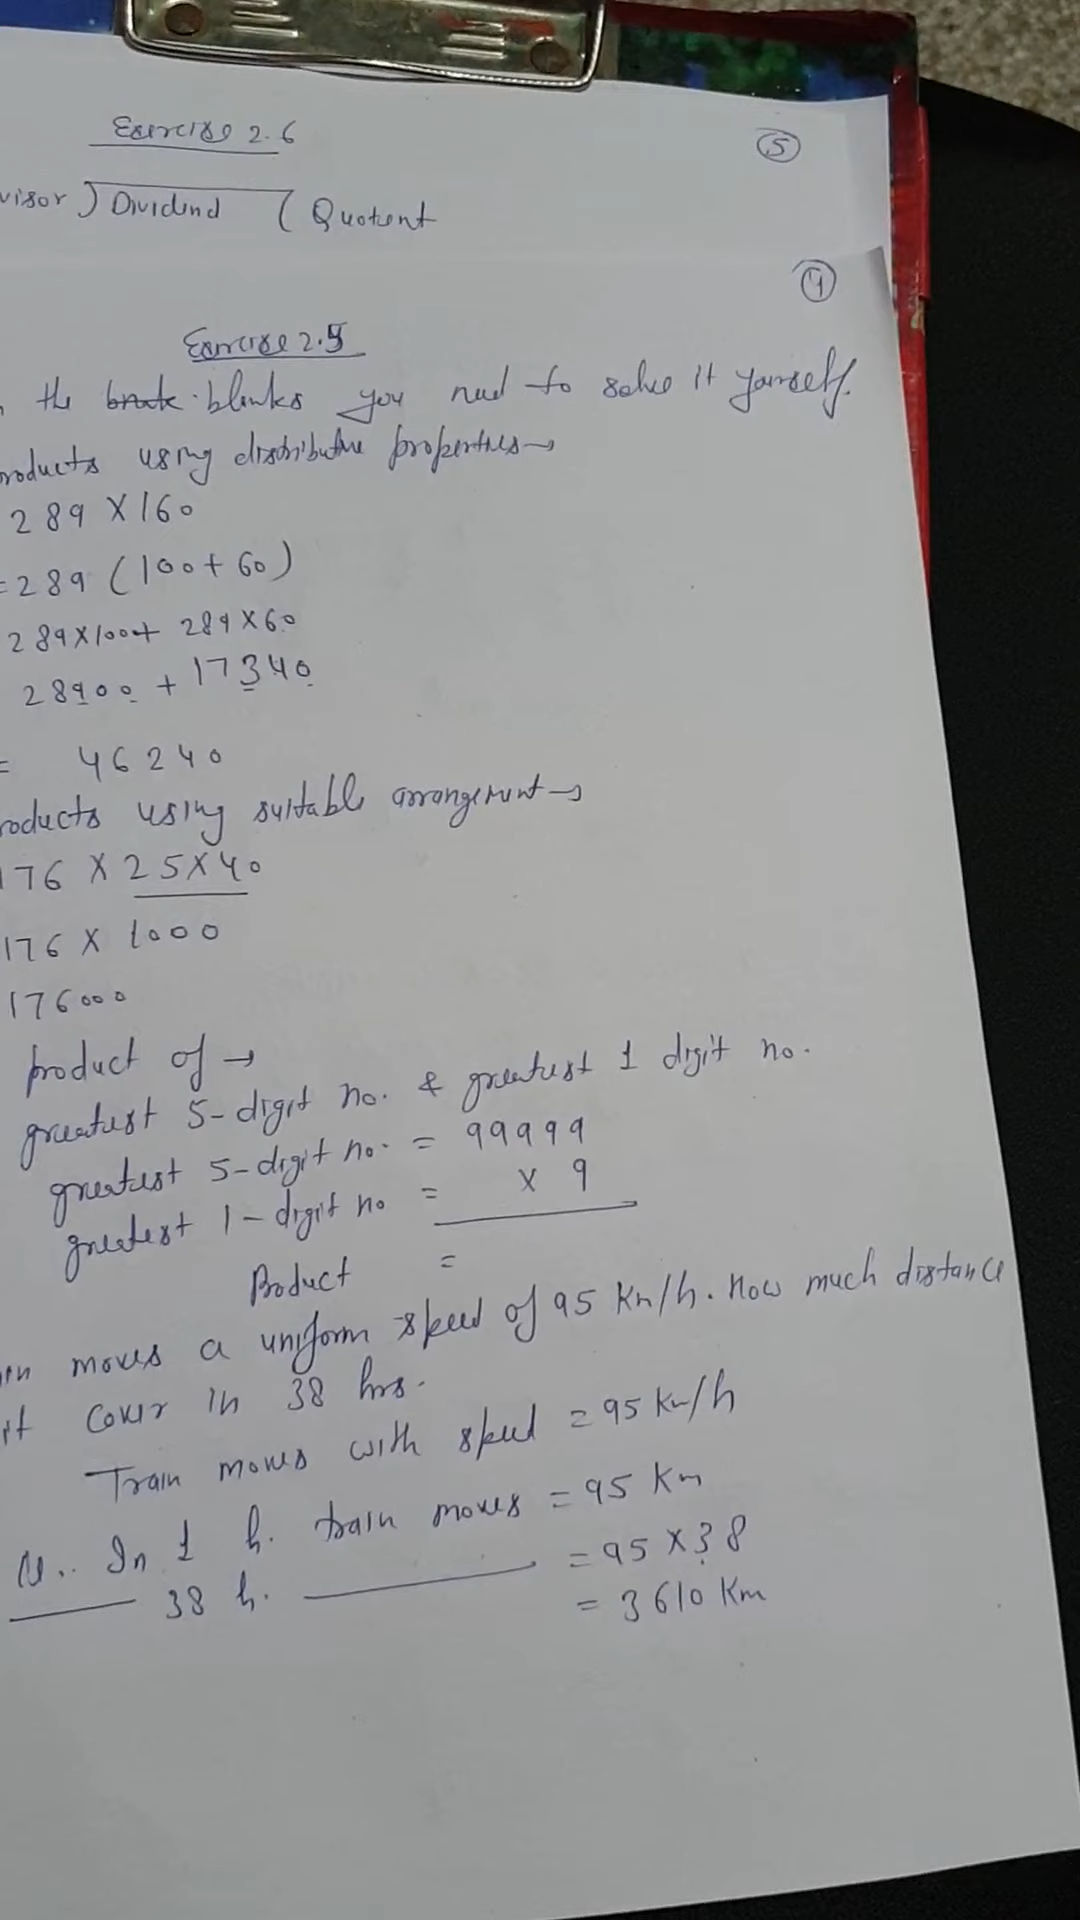 Exercise 2.6
5
visor ) Dividend ( Quotient
4
Exercise 2.5
the blanks you need to solve it yourself.
roducts using distributive properties→
289 X 160
= 289 (100 + 60)
289 X 100 + 289 X 60
28900 + 17340
= 46240
roducts using suitable arrangement→
176 X 25 X 40
176 X 1000
176000
product of →
greatest 5-digit no. & greatest 1 digit no.
greatest 5-digit no. = 99999
greatest 1-digit no = X 9
Product =
in moves a uniform speed of 95 Km/h. How much distance
it cover in 38 hrs.
Train moves with speed = 95 Km/h
In 1 h. train moves = 95 Km
38 h. = 95 X 38
= 3610 Km